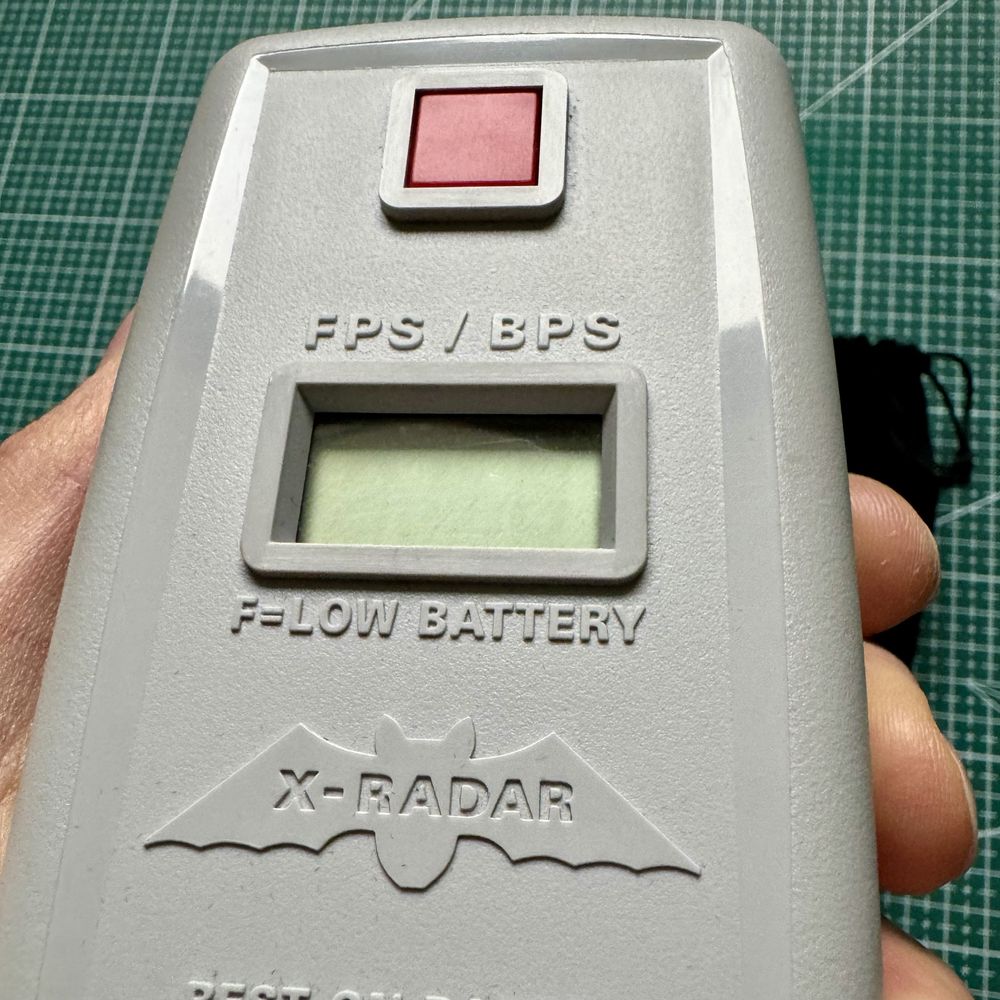 FPS / BPS
F=LOW BATTERY
X-RADAR